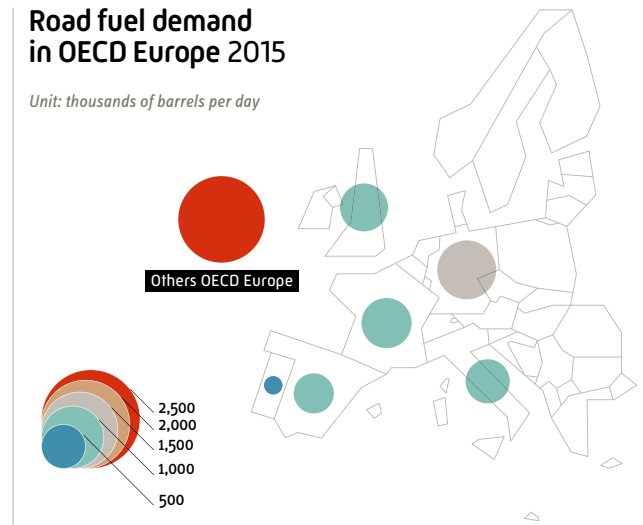 Road fuel demand
in OECD Europe 2015
Unit: thousands of barrels per day
Others OECD Europe
2,500
2,000
1,500
1,000
500